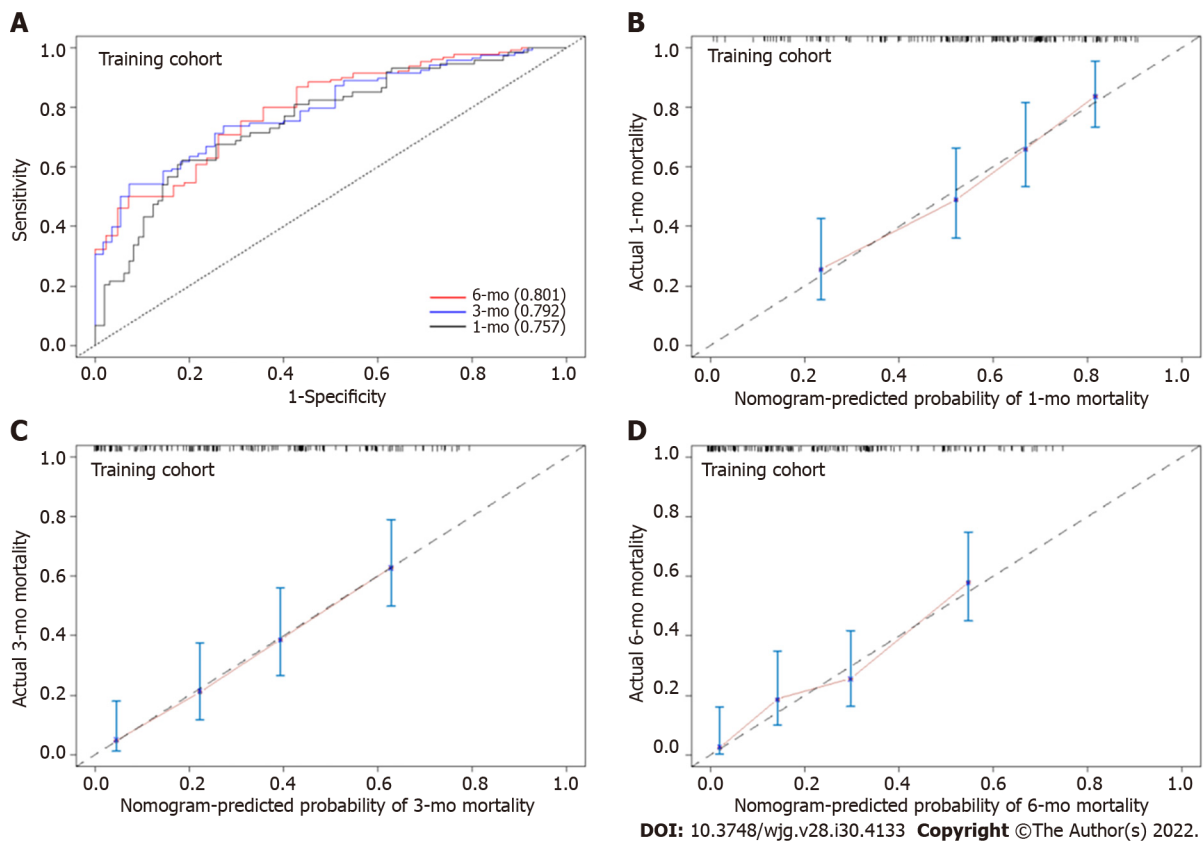 A
Training cohort
1.0
0.8
0.6
0.4
0.2
0.0
Sensitivity
6-mo (0.801)
3-mo (0.792)
1-mo (0.757)
0.0 0.2 0.4 0.6 0.8 1.0
1-Specificity
B
Training cohort
1.0
0.8
0.6
0.4
0.2
0.0
Actual 1-mo mortality
0.0 0.2 0.4 0.6 0.8 1.0
Nomogram-predicted probability of 1-mo mortality
C
Training cohort
1.0
0.8
0.6
0.4
0.2
0.0
Actual 3-mo mortality
0.0 0.2 0.4 0.6 0.8 1.0
Nomogram-predicted probability of 3-mo mortality
D
Training cohort
1.0
0.8
0.6
0.4
0.2
0.0
Actual 6-mo mortality
0.0 0.2 0.4 0.6 0.8 1.0
Nomogram-predicted probability of 6-mo mortality
DOI: 10.3748/wjg.v28.i30.4133 Copyright ©The Author(s) 2022.